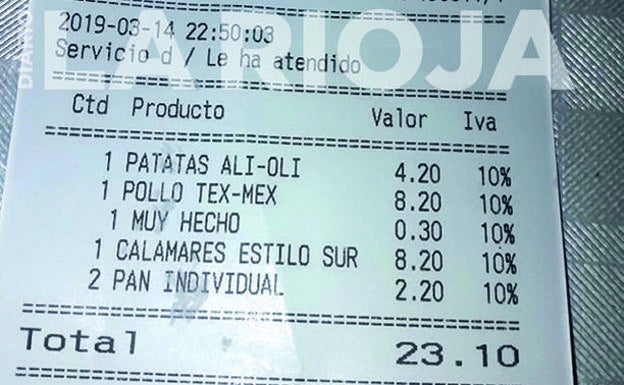 DIARIO
LA RIOJA
2019-03-14 22:50:03
Servicio d / Le ha atendido
Ctd Producto Valor Iva
1 PATATAS ALI-OLI 4.20 10%
1 POLLO TEX-MEX 8.20 10%
1 MUY HECHO 0.30 10%
1 CALAMARES ESTILO SUR 8.20 10%
2 PAN INDIVIDUAL 2.20 10%
Total 23.10